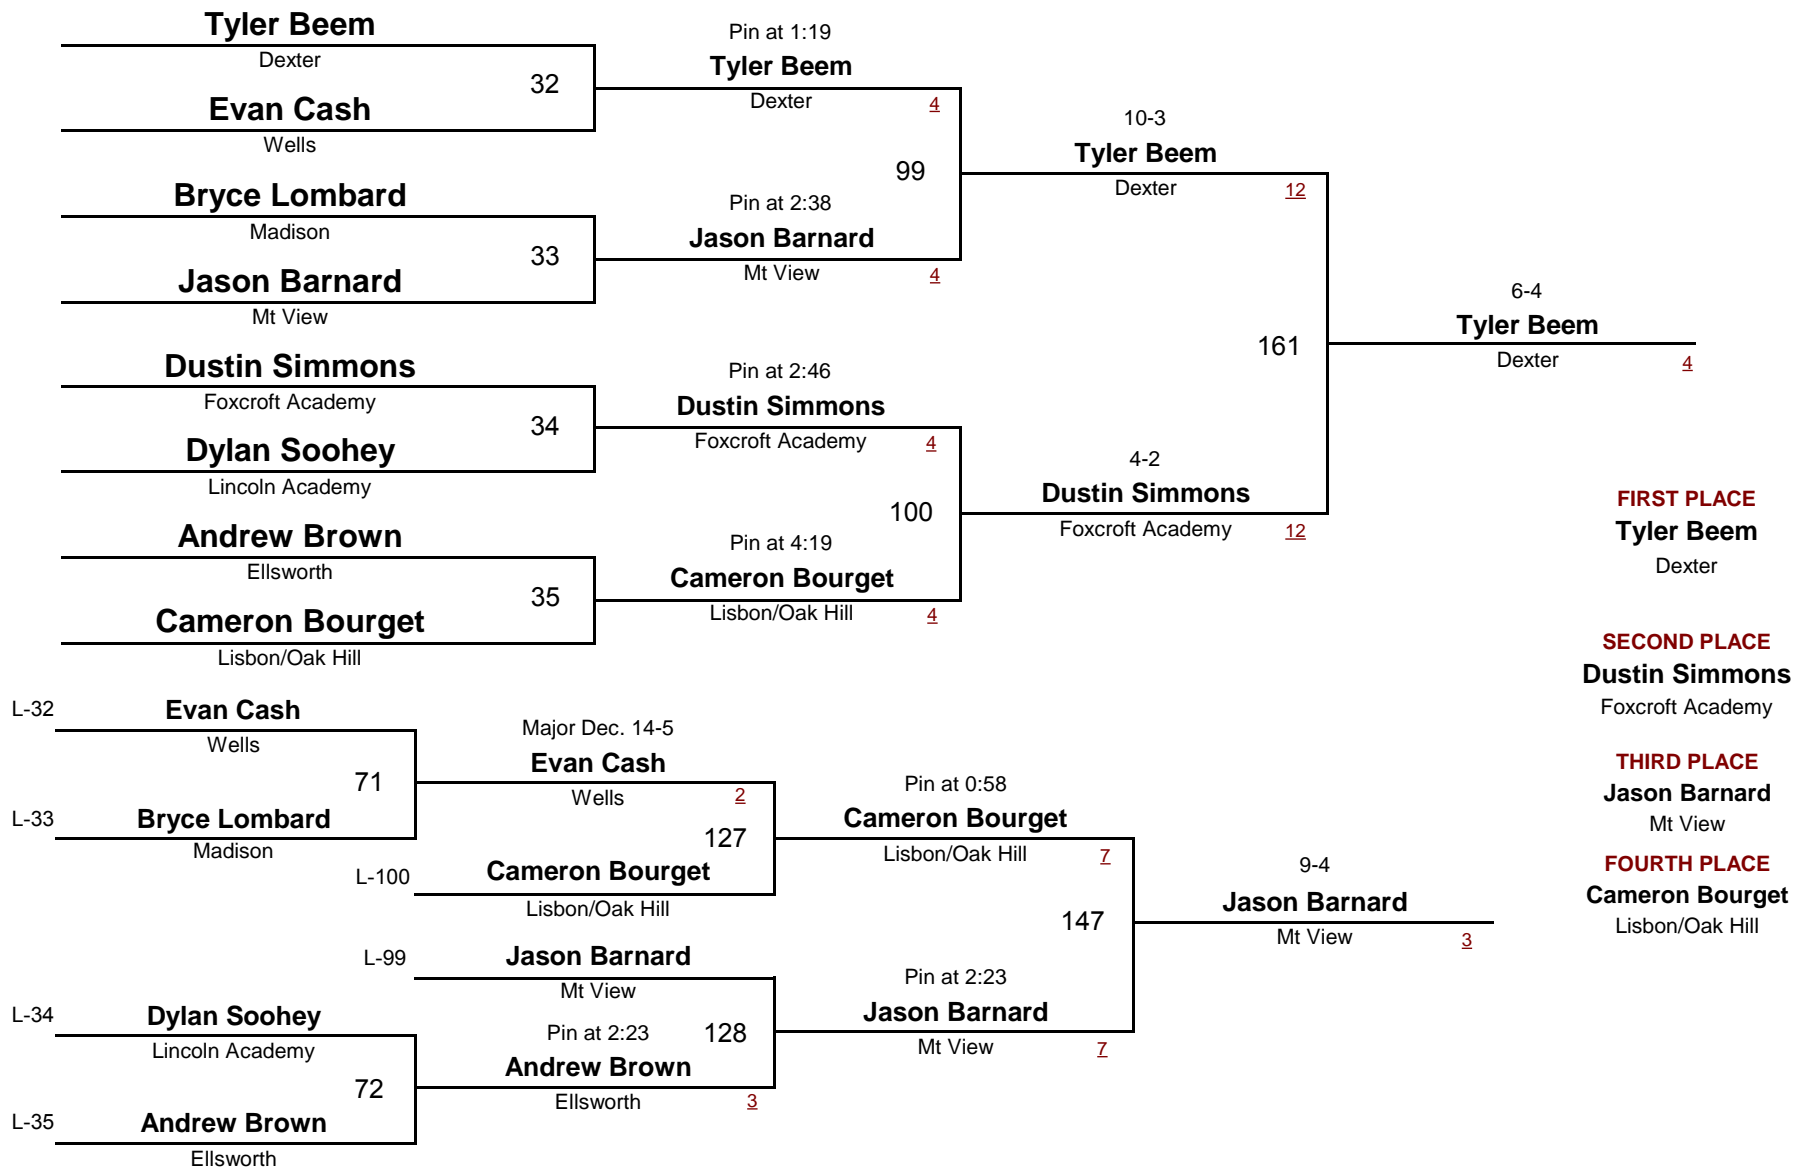 Tyler Beem
Dexter
32
Evan Cash
Wells
Bryce Lombard
Madison
33
Jason Barnard
Mt View
Dustin Simmons
Foxcroft Academy
34
Dylan Soohey
Lincoln Academy
Andrew Brown
Ellsworth
35
Cameron Bourget
Lisbon/Oak Hill
Pin at 1:19
Tyler Beem
Dexter
4
99
Pin at 2:38
Jason Barnard
Mt View
4
Pin at 2:46
Dustin Simmons
Foxcroft Academy
4
100
Pin at 4:19
Cameron Bourget
Lisbon/Oak Hill
4
10-3
Tyler Beem
Dexter
12
161
4-2
Dustin Simmons
Foxcroft Academy
12
6-4
Tyler Beem
Dexter
4
FIRST PLACE
Tyler Beem
Dexter
SECOND PLACE
Dustin Simmons
Foxcroft Academy
THIRD PLACE
Jason Barnard
Mt View
FOURTH PLACE
Cameron Bourget
Lisbon/Oak Hill
L-32
Evan Cash
Wells
71
L-33
Bryce Lombard
Madison
Major Dec. 14-5
Evan Cash
Wells
2
127
L-100
Cameron Bourget
Lisbon/Oak Hill
L-99
Jason Barnard
Mt View
L-34
Dylan Soohey
Lincoln Academy
72
L-35
Andrew Brown
Ellsworth
Pin at 2:23
128
Andrew Brown
Ellsworth
3
Pin at 0:58
Cameron Bourget
Lisbon/Oak Hill
7
147
Pin at 2:23
Jason Barnard
Mt View
7
9-4
Jason Barnard
Mt View
3